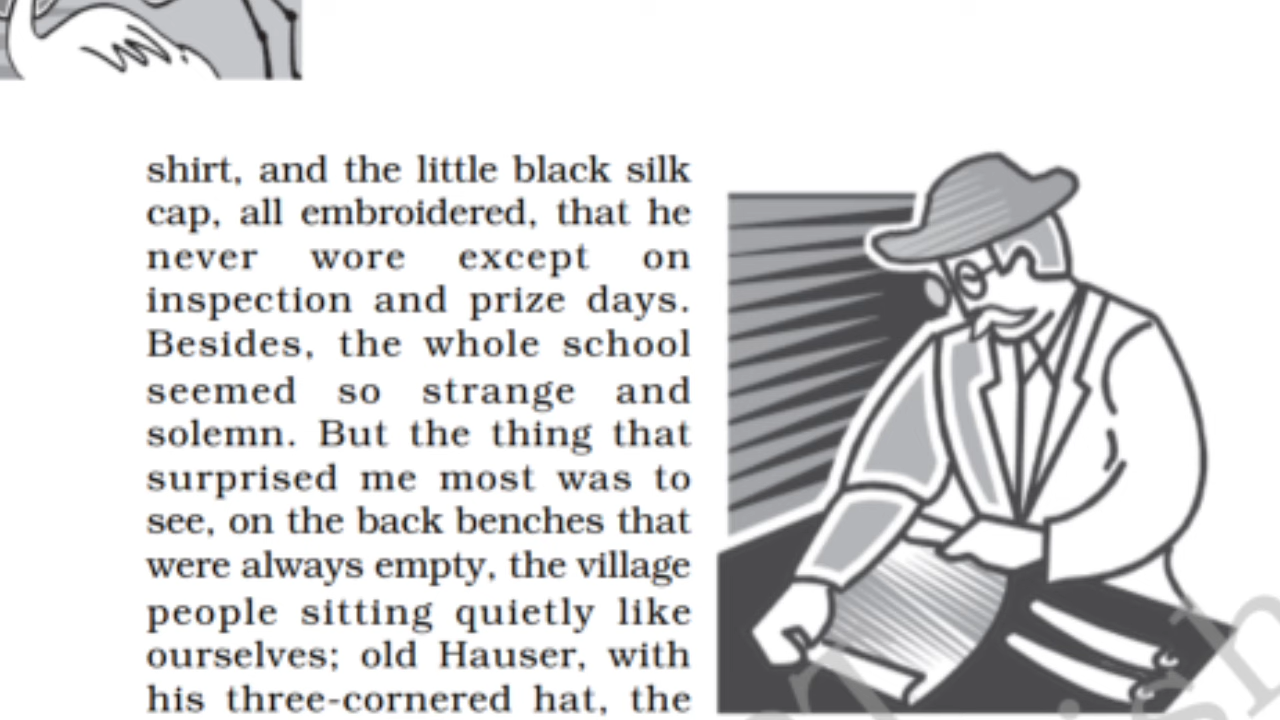 shirt, and the little black silk
cap, all embroidered, that he
never wore except on
inspection and prize days.
Besides, the whole school
seemed so strange and
solemn. But the thing that
surprised me most was to
see, on the back benches that
were always empty, the village
people sitting quietly like
ourselves; old Hauser, with
his three-cornered hat, the